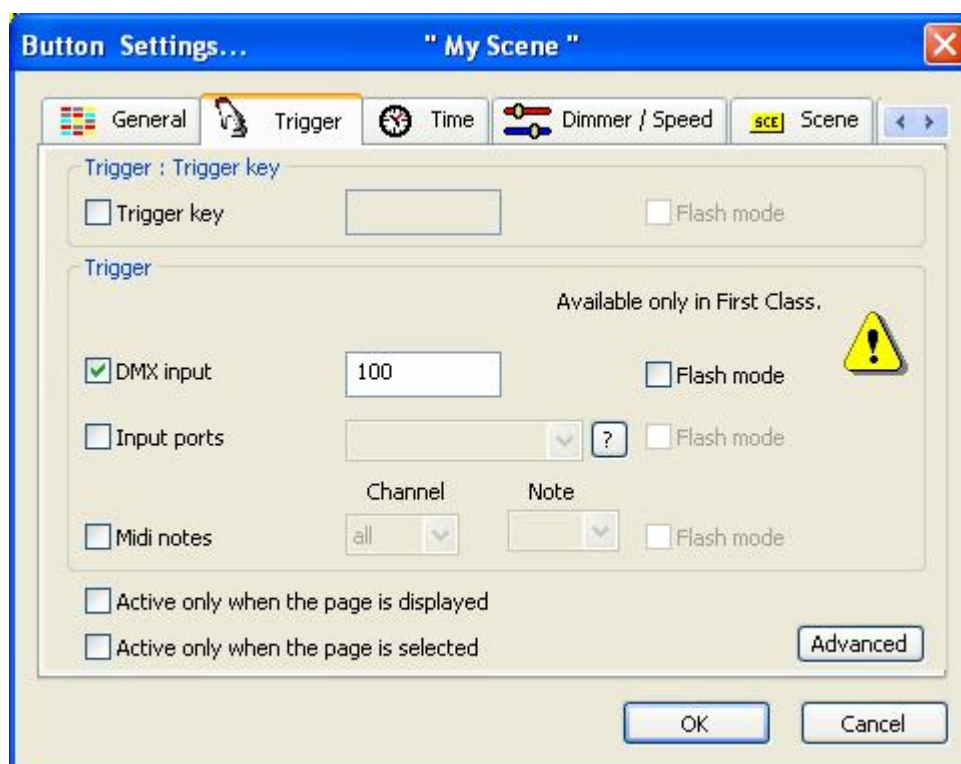 Button Settings... " My Scene "
General Trigger Time Dimmer / Speed SCE Scene
Trigger : Trigger key
Trigger key Flash mode
Trigger
Available only in First Class.
DMX input 100 Flash mode
Input ports ? Flash mode
Channel Note
Midi notes all Flash mode
Active only when the page is displayed
Active only when the page is selected
Advanced
OK Cancel